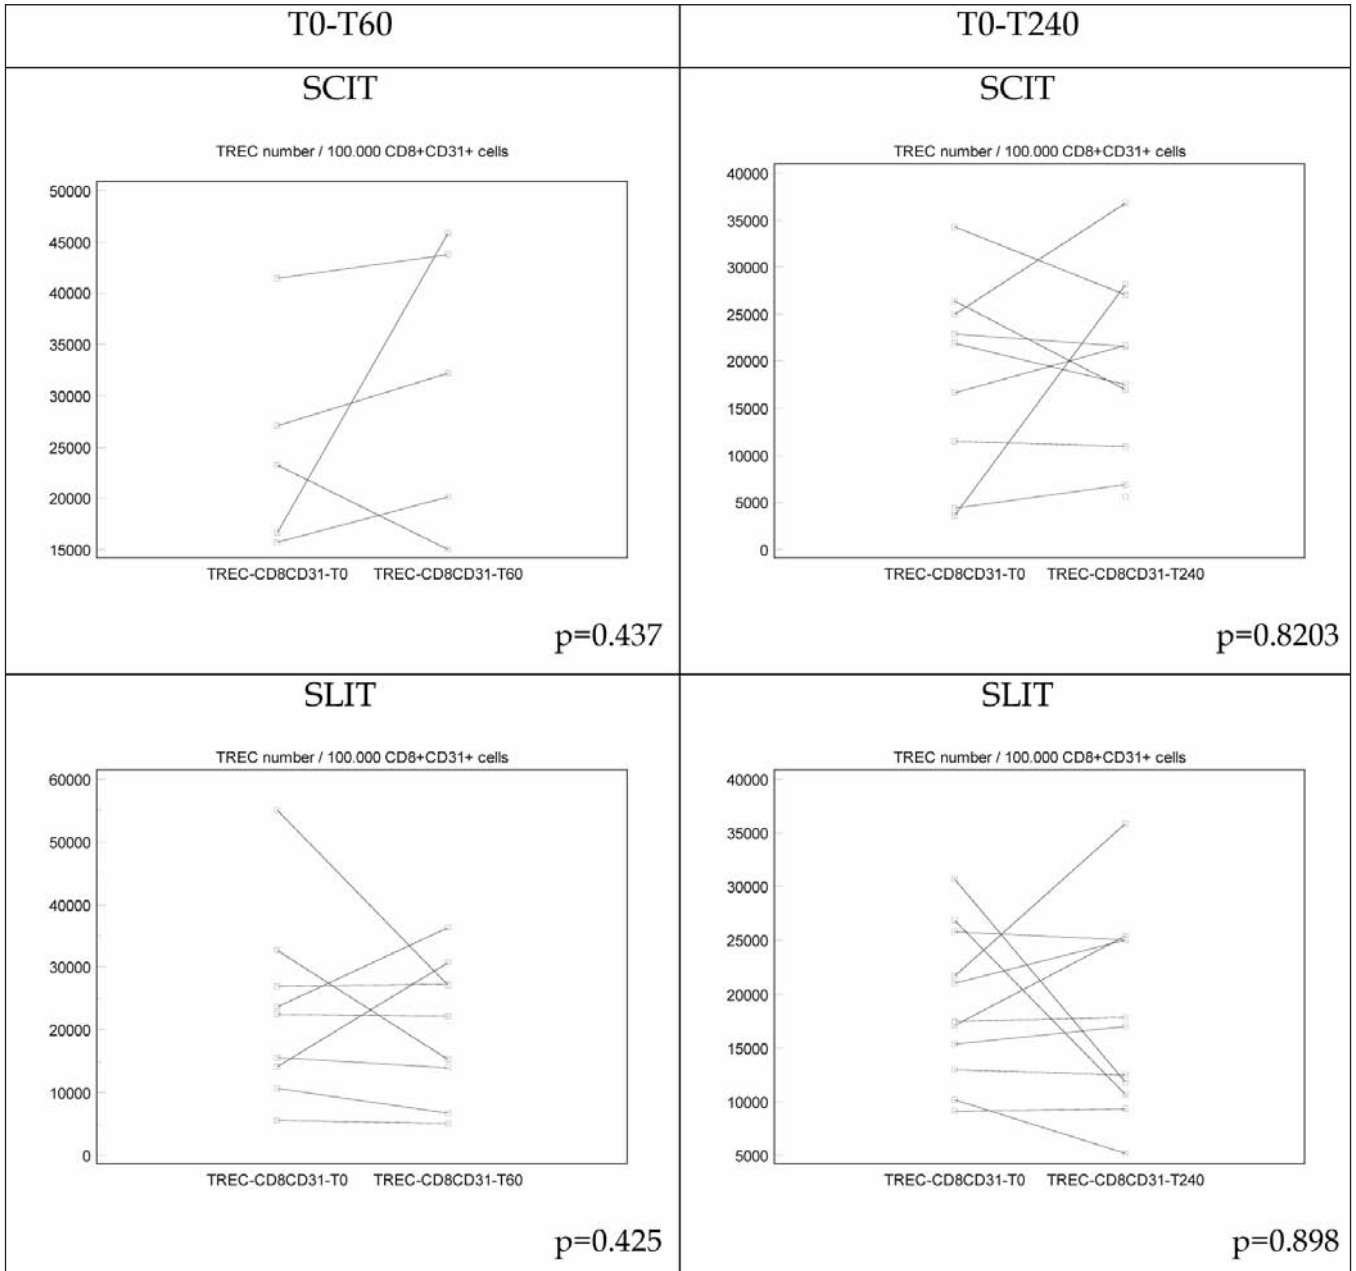 T0-T60
T0-T240
SCIT
TREC number / 100.000 CD8+CD31+ cells
50000
45000
40000
35000
30000
25000
20000
15000
TREC-CD8CD31-T0 TREC-CD8CD31-T60
p=0.437
SCIT
TREC number / 100.000 CD8+CD31+ cells
40000
35000
30000
25000
20000
15000
10000
5000
0
TREC-CD8CD31-T0 TREC-CD8CD31-T240
p=0.8203
SLIT
TREC number / 100.000 CD8+CD31+ cells
60000
50000
40000
30000
20000
10000
0
TREC-CD8CD31-T0 TREC-CD8CD31-T60
p=0.425
SLIT
TREC number / 100.000 CD8+CD31+ cells
40000
35000
30000
25000
20000
15000
10000
5000
TREC-CD8CD31-T0 TREC-CD8CD31-T240
p=0.898